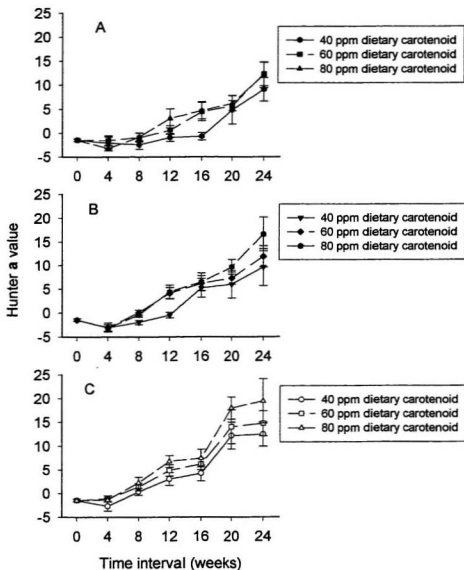 A
25
20
15
10
5
0
-5
40 ppm dietary carotenoid
60 ppm dietary carotenoid
80 ppm dietary carotenoid
0 4 8 12 16 20 24
B
25
20
15
10
5
0
-5
40 ppm dietary carotenoid
60 ppm dietary carotenoid
80 ppm dietary carotenoid
0 4 8 12 16 20 24
Hunter a value
C
25
20
15
10
5
0
-5
40 ppm dietary carotenoid
60 ppm dietary carotenoid
80 ppm dietary carotenoid
0 4 8 12 16 20 24
Time interval (weeks)